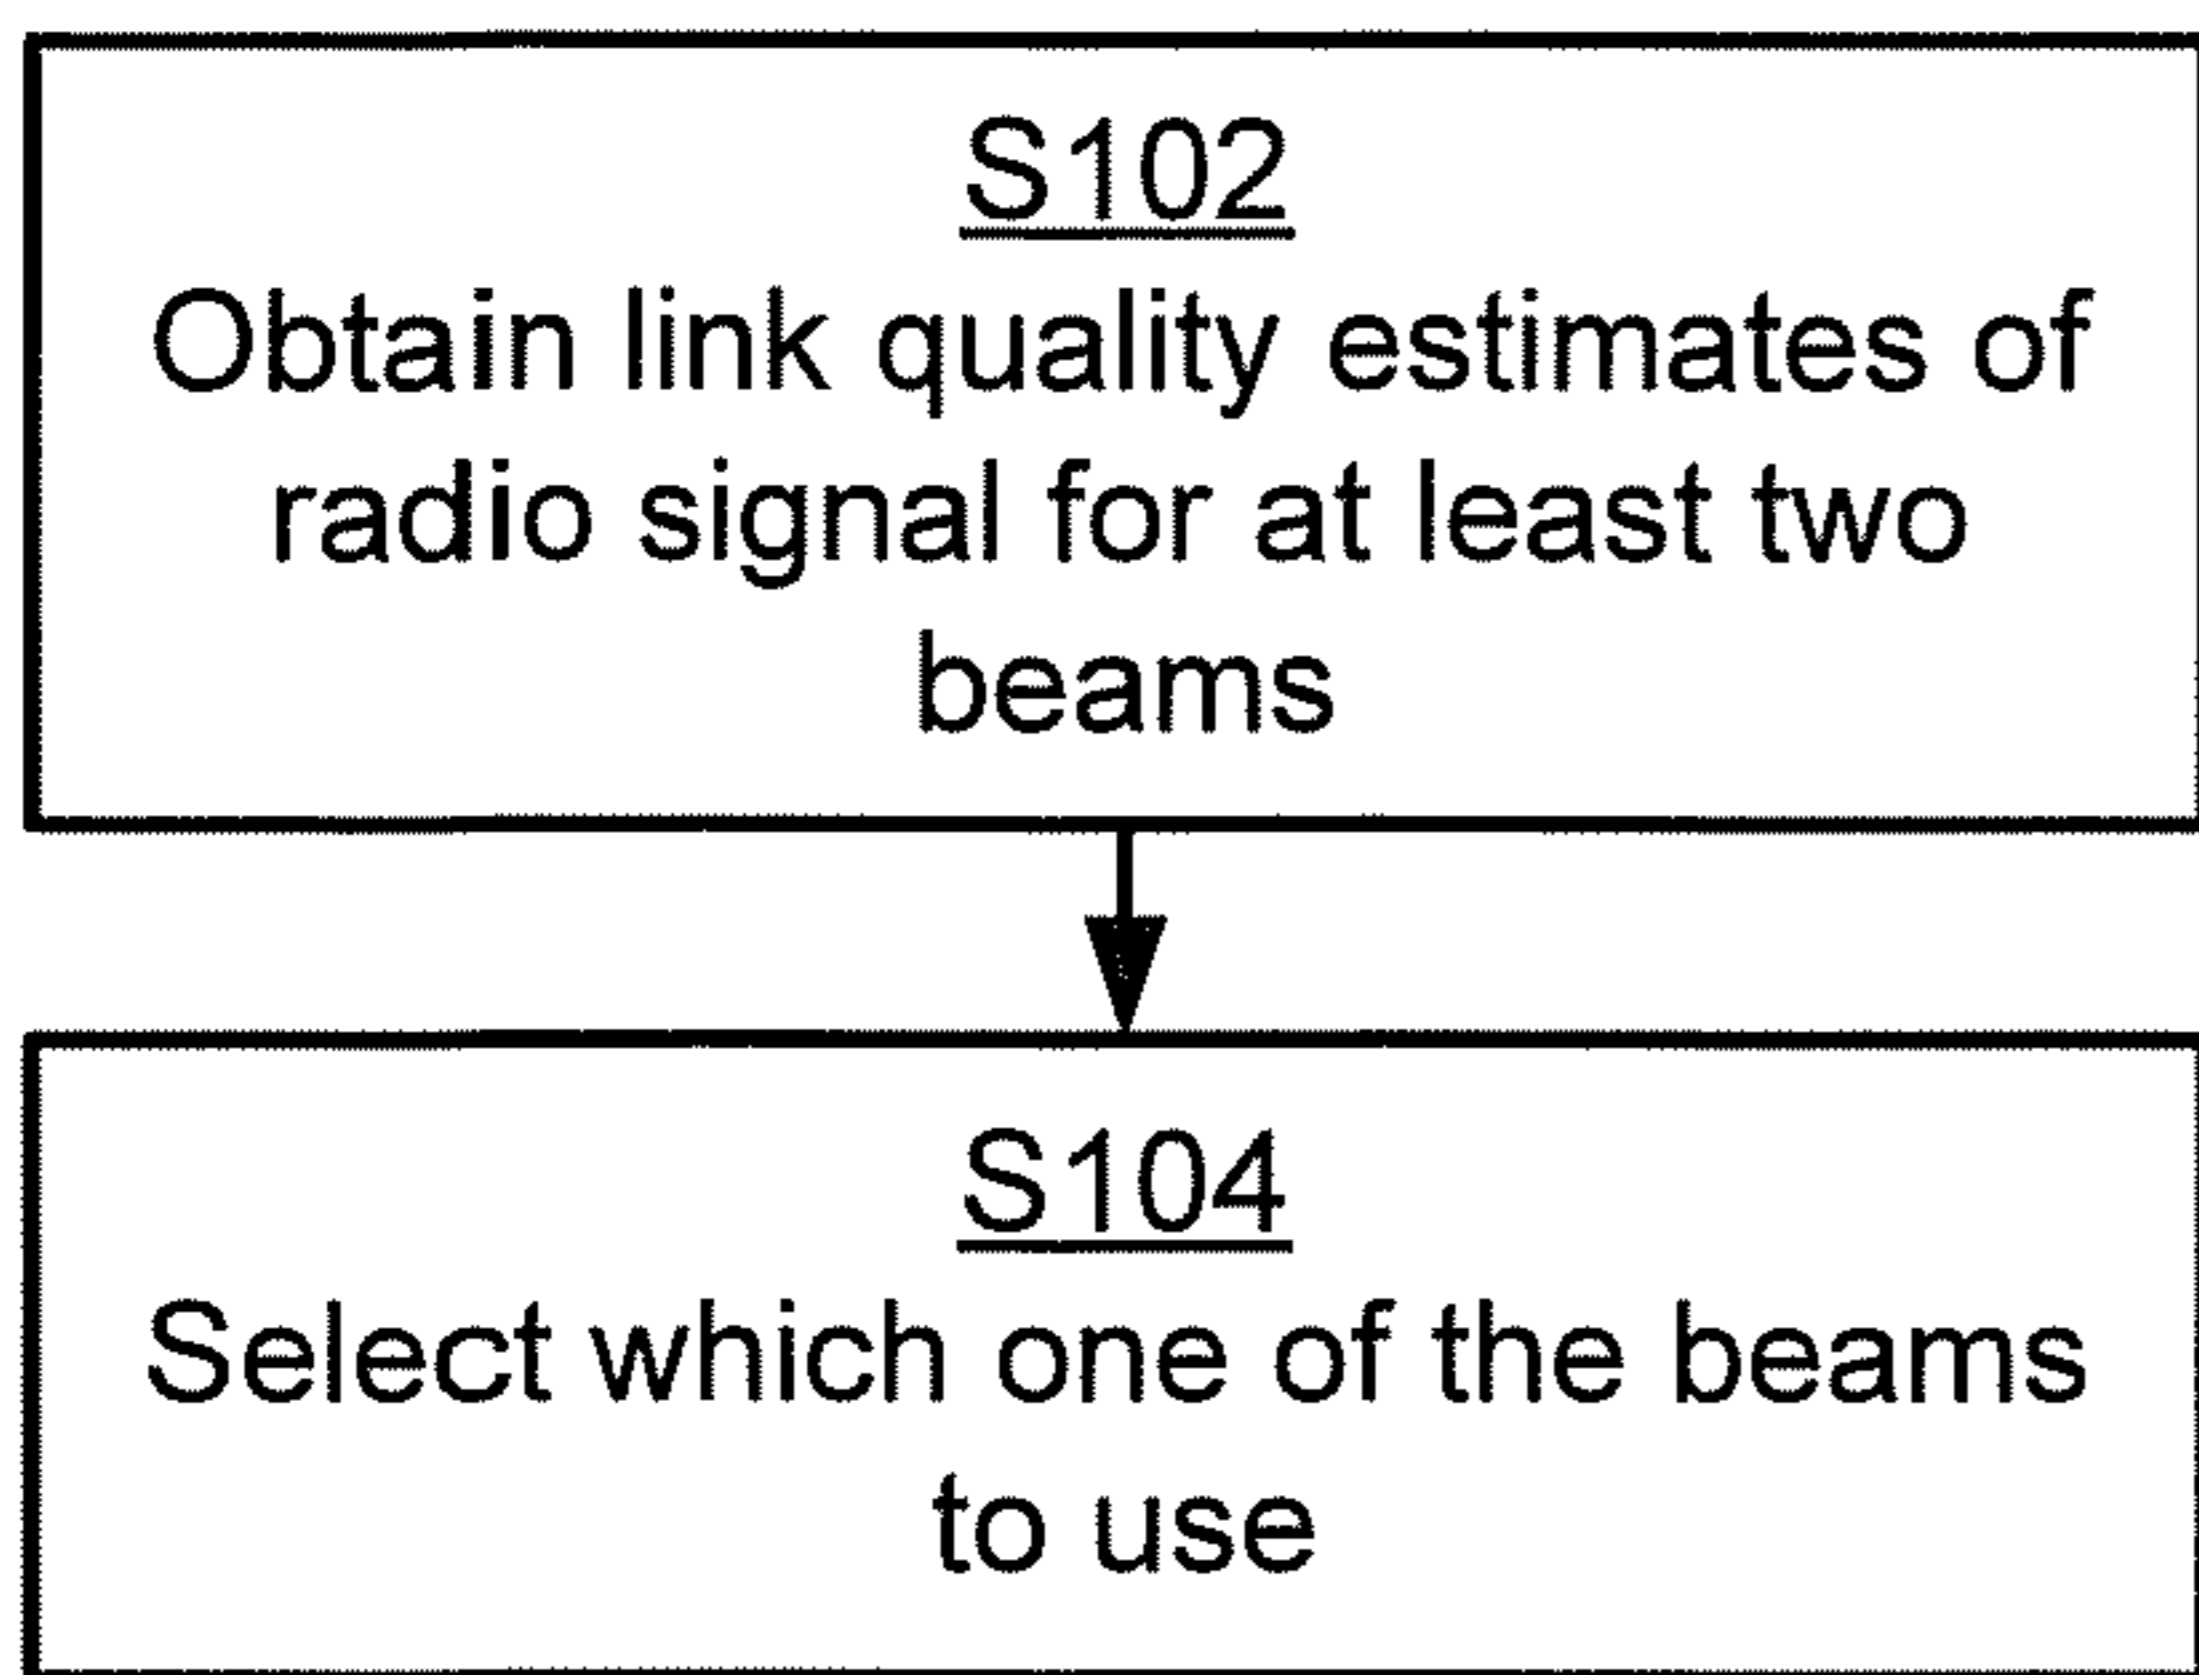 S102
Obtain link quality estimates of
radio signal for at least two
beams
S104
Select which one of the beams
to use